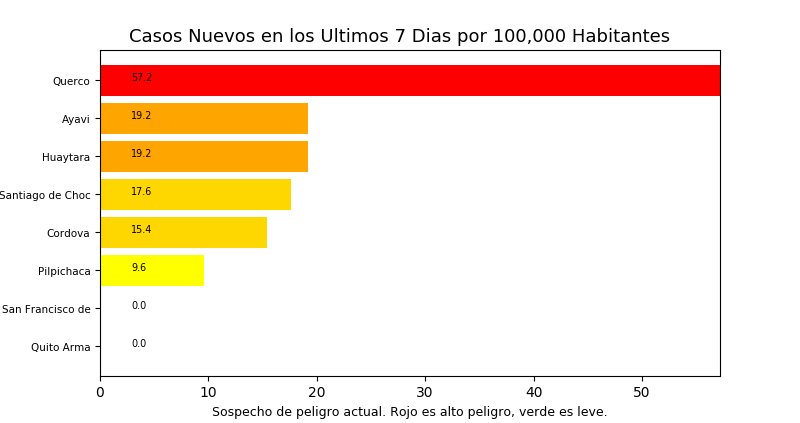 Casos Nuevos en los Ultimos 7 Dias por 100,000 Habitantes
Querco 57.2
Ayavi 19.2
Huaytara 19.2
Santiago de Choc 17.6
Cordova 15.4
Pilpichaca 9.6
San Francisco de 0.0
Quito Arma 0.0
0 10 20 30 40 50
Sospecho de peligro actual. Rojo es alto peligro, verde es leve.